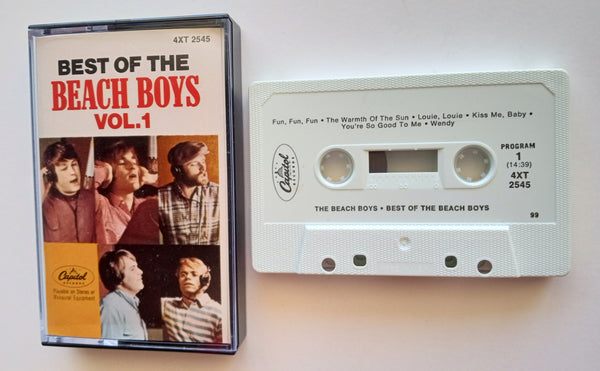 4XT 2545
BEST OF THE
BEACH BOYS
VOL.1
Capitol
RECORDS
Playable on Stereo or
Monaural Equipment
Fun, Fun, Fun • The Warmth Of The Sun • Louie, Louie • Kiss Me, Baby •
You're So Good To Me • Wendy
Capitol
RECORDS
PROGRAM
1
(14:39)
4XT
2545
THE BEACH BOYS • BEST OF THE BEACH BOYS
99